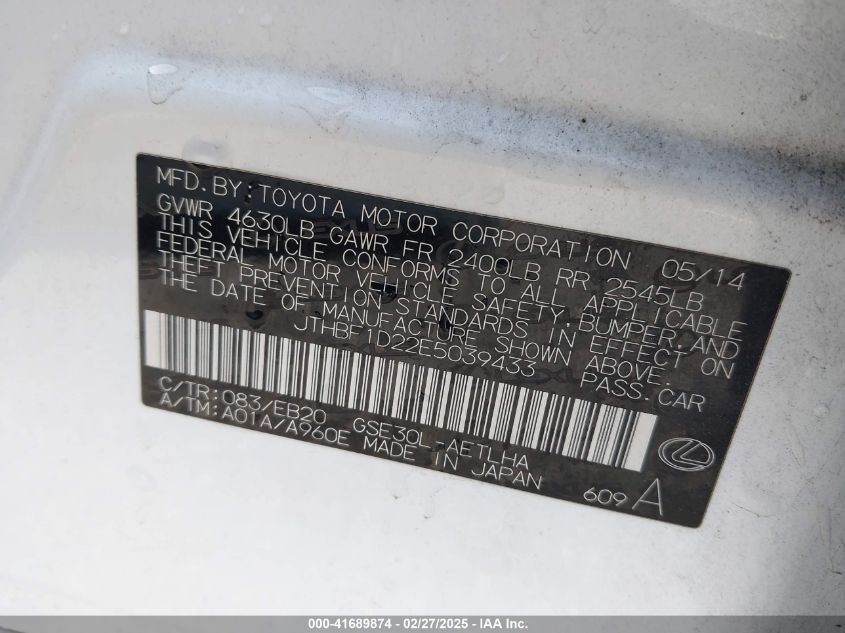 MFD. BY: TOYOTA MOTOR CORPORATION 05/14
GVWR 4630LB GAWR FR 2400LB RR 2545LB
THIS VEHICLE CONFORMS TO ALL APPLICABLE
FEDERAL MOTOR VEHICLE SAFETY, BUMPER, AND
THEFT PREVENTION STANDARDS IN EFFECT ON
THE DATE OF MANUFACTURE SHOWN ABOVE.
JTHBF1D22E5039433 PASS. CAR
C/TR: 083/EB20 GSE30L-AETLHA
A/TM: A01A/A960E MADE IN JAPAN
609 A
000-41689874 / 02/27/2025 - IAA Inc.